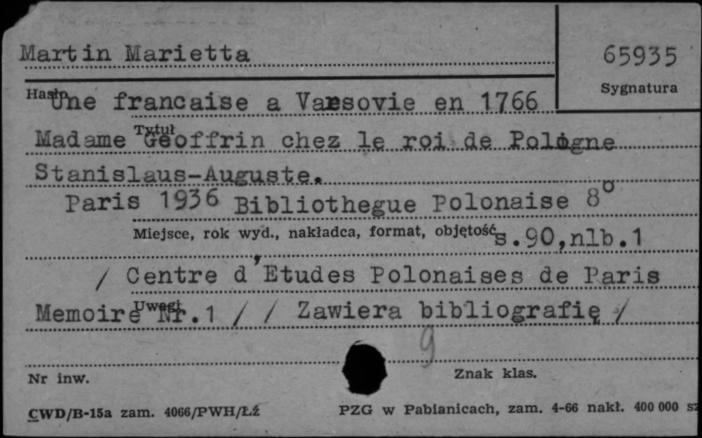 Martin Marietta
65935
Sygnatura
Hasło
Une francaise a Varsovie en 1766
Tytuł
Madame Geoffrin chez le roi de Pologne
Stanislaus-Auguste.
Paris 1936 Bibliothegue Polonaise 8°
Miejsce, rok wyd., nakładca, format, objętość s.90,nlb.1
/ Centre d'Etudes Polonaises de Paris
Uwagi
Memoire Nr.1 / / Zawiera bibliografię /
9
Nr inw.
Znak klas.
CWD/B-15a zam. 4066/PWH/ŁŹ
PZG w Pabianicach, zam. 4-66 nakł. 400 000 sz